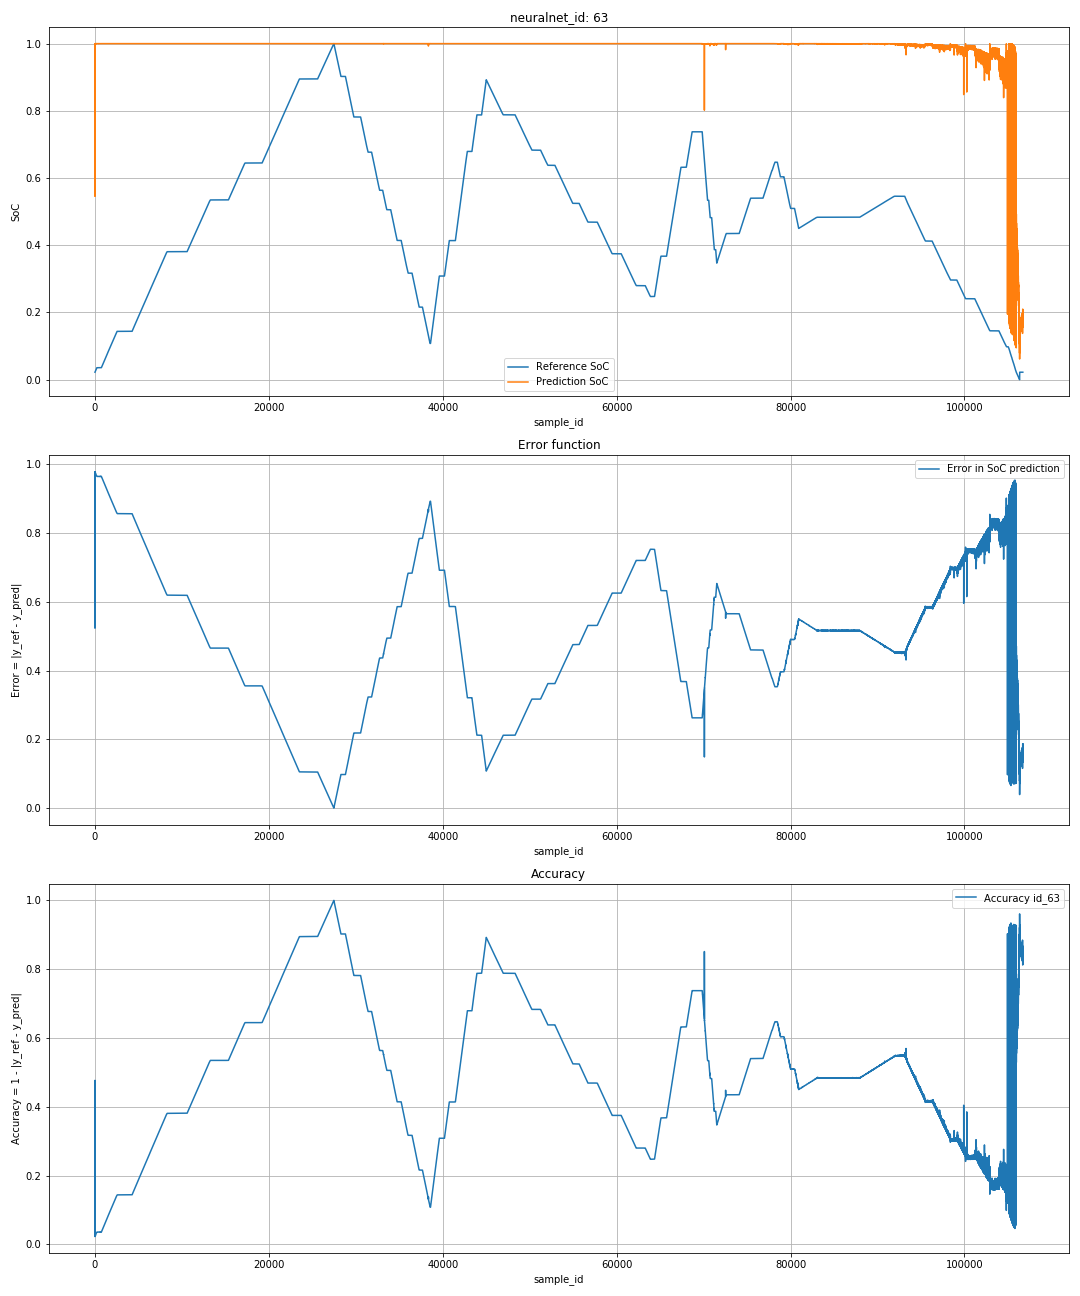 neuralnet_id: 63
1.0
0.8
0.6
0.4
0.2
0.0
SoC
Reference SoC
Prediction SoC
0 20000 40000 60000 80000 100000
sample_id
Error function
1.0
0.8
0.6
0.4
0.2
0.0
Error = |y_ref - y_pred|
Error in SoC prediction
0 20000 40000 60000 80000 100000
sample_id
Accuracy
1.0
0.8
0.6
0.4
0.2
0.0
Accuracy = 1 - |y_ref - y_pred|
Accuracy id_63
0 20000 40000 60000 80000 100000
sample_id